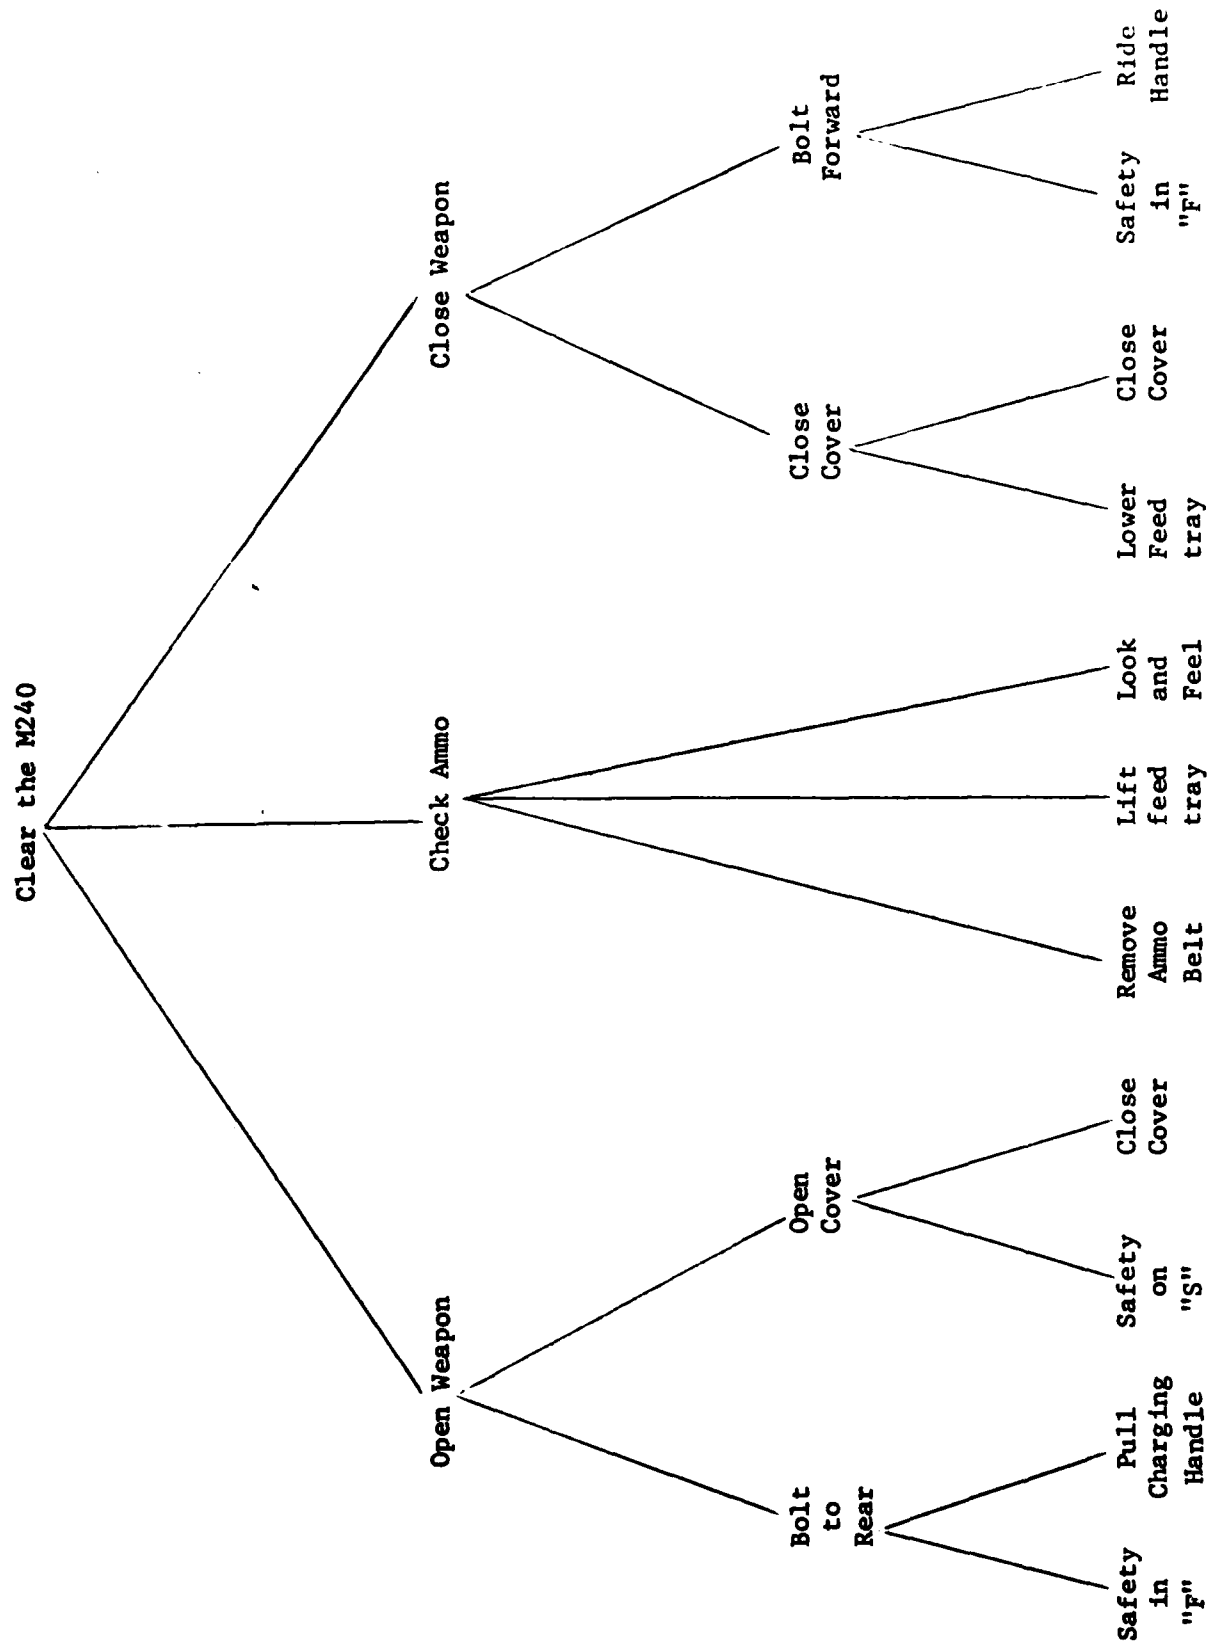 Clear the M240
Open Weapon
Check Ammo
Close Weapon
Bolt
to
Rear
Open
Cover
Close
Cover
Bolt
Forward
Safety
in
"F"
Pull
Charging
Handle
Safety
on
"S"
Close
Cover
Remove
Ammo
Belt
Lift
feed
tray
Look
and
Feel
Lower
Feed
tray
Close
Cover
Safety
in
"F"
Ride
Handle